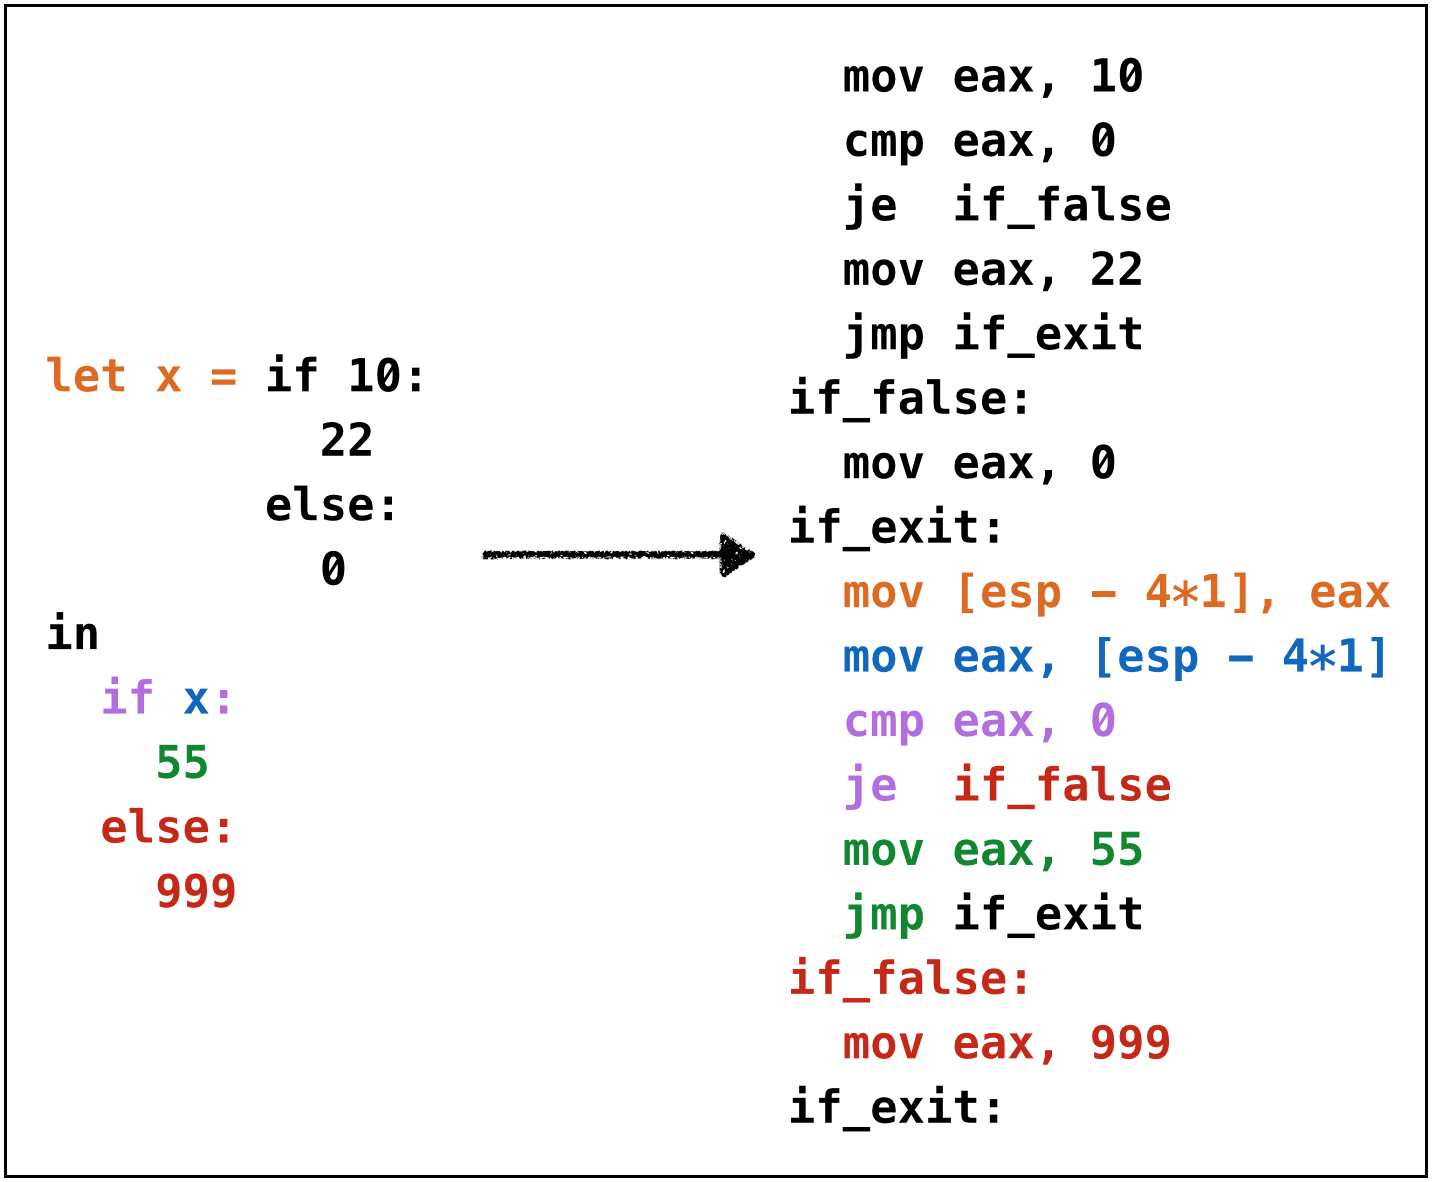 let x = if 10:
          22
        else:
          0
in
  if x:
    55
  else:
    999
  mov eax, 10
  cmp eax, 0
  je  if_false
  mov eax, 22
  jmp if_exit
if_false:
  mov eax, 0
if_exit:
  mov [esp - 4*1], eax
  mov eax, [esp - 4*1]
  cmp eax, 0
  je  if_false
  mov eax, 55
  jmp if_exit
if_false:
  mov eax, 999
if_exit: